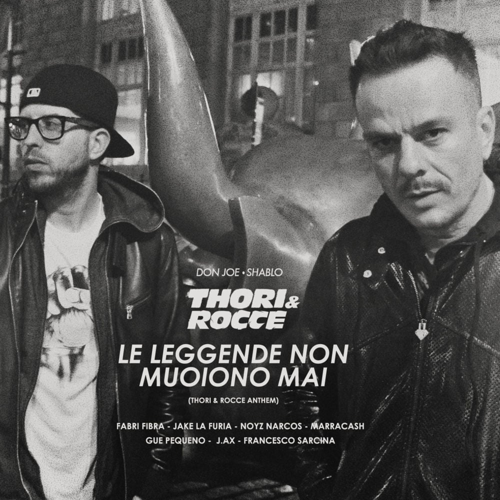 DON JOE • SHABLO
THORI &
ROCCE
LE LEGGENDE NON
MUOIONO MAI
(THORI & ROCCE ANTHEM)
FABRI FIBRA - JAKE LA FURIA - NOYZ NARCOS - MARRACASH
GUE PEQUENO - J.AX - FRANCESCO SARCINA